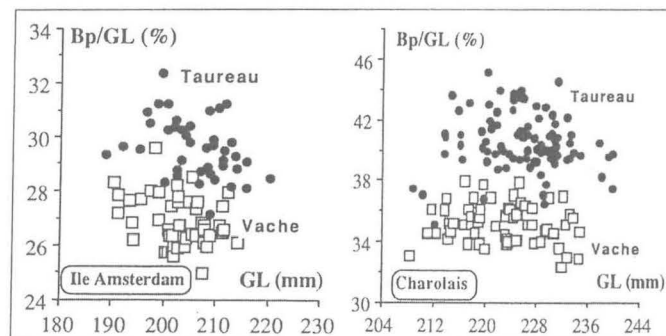 Bp/GL (%)
34
32
30
28
26
24
Taureau
Vache
Ile Amsterdam
GL (mm)
180 190 200 210 220 230
Bp/GL (%)
46
42
38
34
30
Taureau
Vache
Charolais
GL (mm)
204 212 220 228 236 244